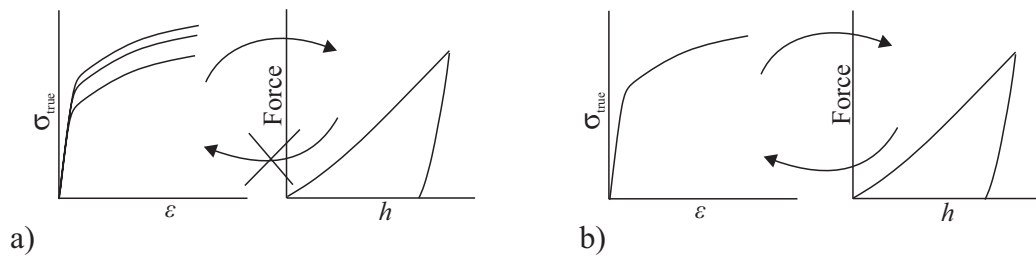 σtrue
Force
ε
h
a)
σtrue
Force
ε
h
b)